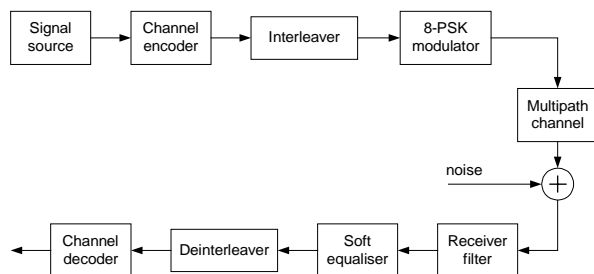 Signal
source
Channel
encoder
Interleaver
8-PSK
modulator
Multipath
channel
noise
+
Channel
decoder
Deinterleaver
Soft
equaliser
Receiver
filter